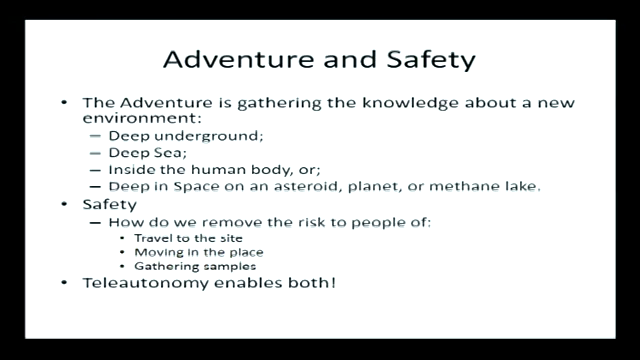 Adventure and Safety
• The Adventure is gathering the knowledge about a new
environment:
– Deep underground;
– Deep Sea;
– Inside the human body, or;
– Deep in Space on an asteroid, planet, or methane lake.
• Safety
– How do we remove the risk to people of:
• Travel to the site
• Moving in the place
• Gathering samples
• Teleautonomy enables both!